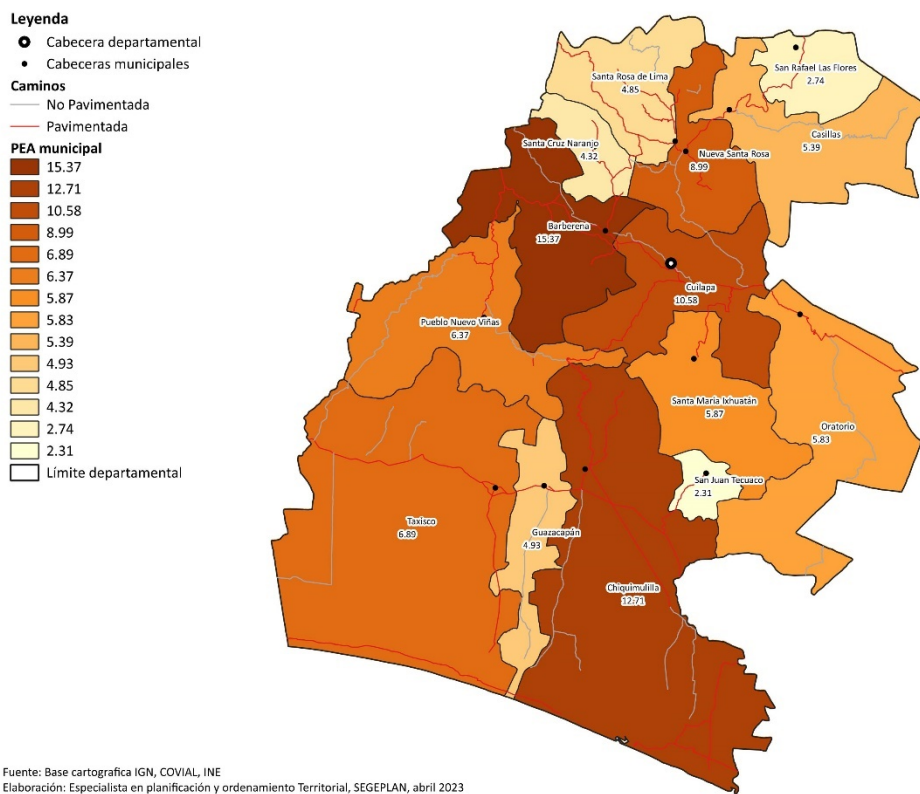 Leyenda
Cabecera departamental
Cabeceras municipales
Caminos
No Pavimentada
Pavimentada
PEA municipal
15.37
12.71
10.58
8.99
6.89
6.37
5.87
5.83
5.39
4.93
4.85
4.32
2.74
2.31
Límite departamental
San Rafael Las Flores
2.74
Santa Rosa de Lima
4.85
Casillas
5.39
Santa Cruz Naranjo
4.32
Nueva Santa Rosa
8.99
Barberena
15.37
Cuilapa
10.58
Pueblo Nuevo Viñas
6.37
Santa María Ixhuatán
5.87
Oratorio
5.83
San Juan Tecuaco
2.31
Taxisco
6.89
Guazacapán
4.93
Chiquimulilla
12.71
Fuente: Base cartografica IGN, COVIAL, INE
Elaboración: Especialista en planificación y ordenamiento Territorial, SEGEPLAN, abril 2023